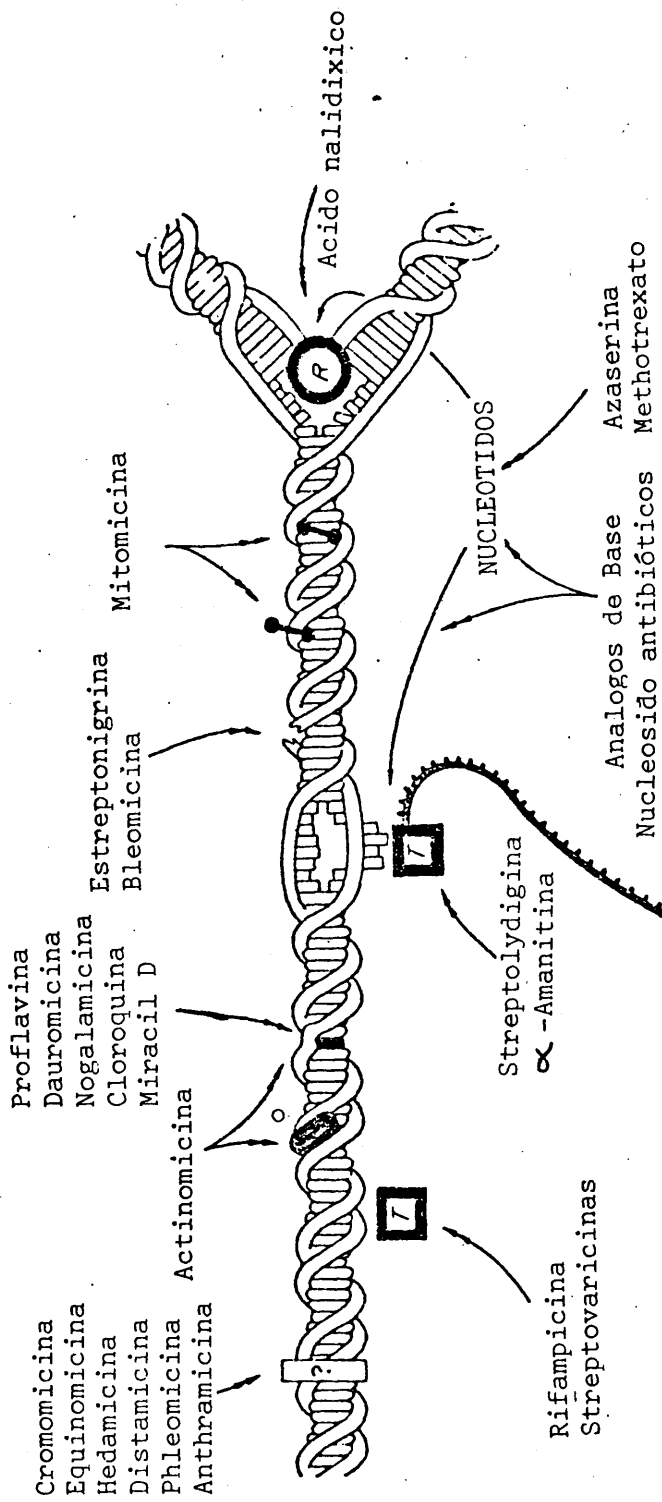 Cromomicina
Equinomicina
Hedamicina
Distamicina
Phleomicina
Anthramicina
?
Actinomicina
Proflavina
Dauromicina
Nogalamicina
Cloroquina
Miracil D
Estreptonigrina
Bleomicina
Mitomicina
Acido nalidixico
R
T
T
Rifampicina
Streptovaricinas
Streptolydigina
α-Amanitina
NUCLEOTIDOS
Analogos de Base
Nucleosido antibióticos
Azaserina
Methotrexato